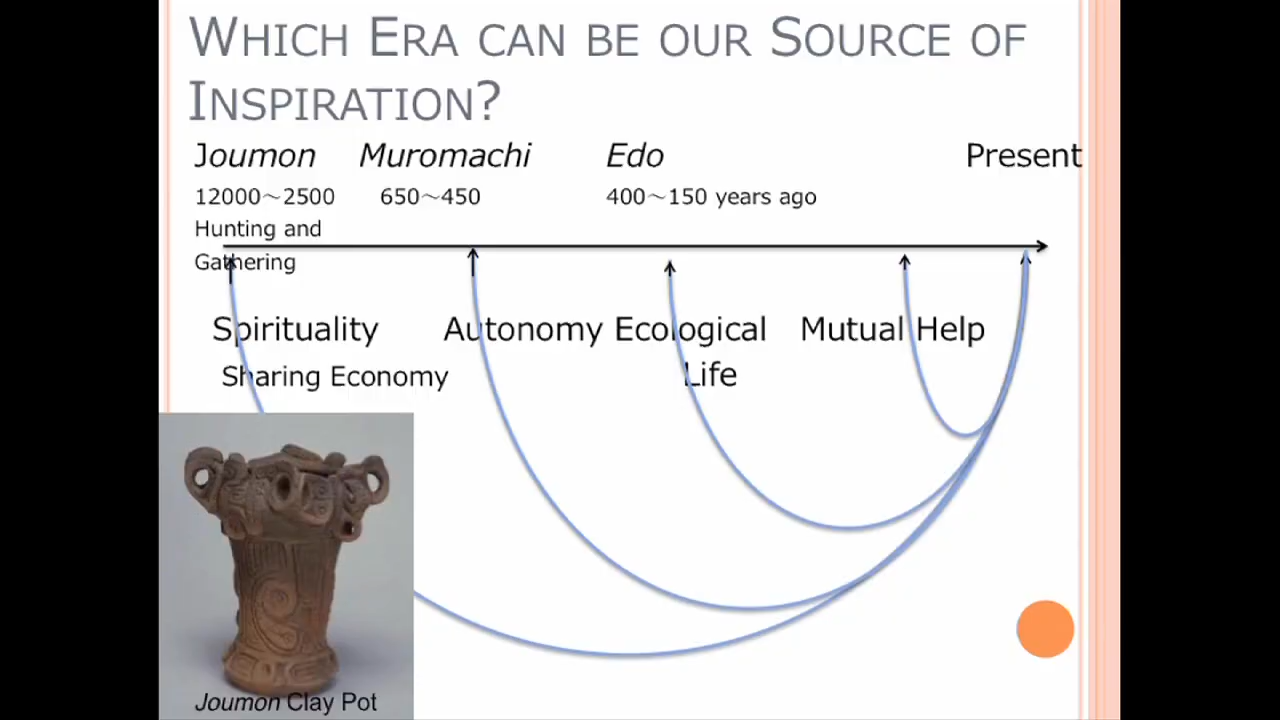 WHICH ERA CAN BE OUR SOURCE OF
INSPIRATION?
Joumon Muromachi Edo Present
12000～2500 650～450 400～150 years ago
Hunting and
Gathering
Spirituality Autonomy Ecological Mutual Help
Sharing Economy Life
Joumon Clay Pot